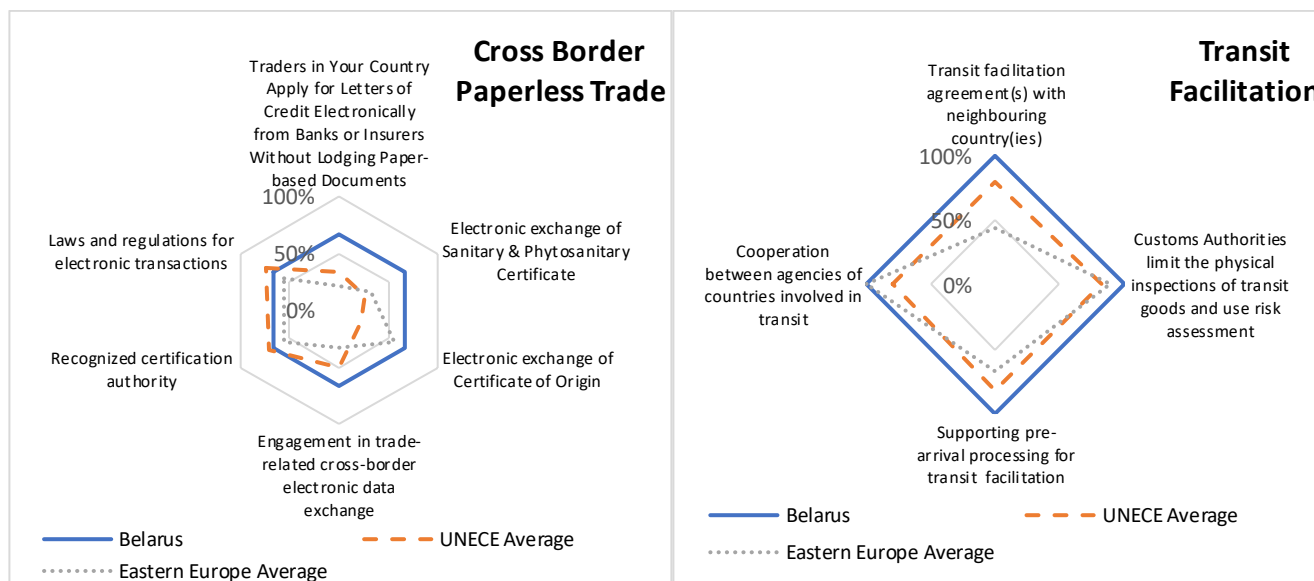 Cross Border
Paperless Trade
Traders in Your Country
Apply for Letters of
Credit Electronically
from Banks or Insurers
Without Lodging Paper-
based Documents
100%
50%
0%
Electronic exchange of
Sanitary & Phytosanitary
Certificate
Electronic exchange of
Certificate of Origin
Engagement in trade-
related cross-border
electronic data
exchange
Recognized certification
authority
Laws and regulations for
electronic transactions
Belarus
UNECE Average
Eastern Europe Average
Transit
Facilitation
Transit facilitation
agreement(s) with
neighbouring
country(ies)
100%
50%
0%
Customs Authorities
limit the physical
inspections of transit
goods and use risk
assessment
Supporting pre-
arrival processing for
transit facilitation
Cooperation
between agencies of
countries involved in
transit
Belarus
UNECE Average
Eastern Europe Average